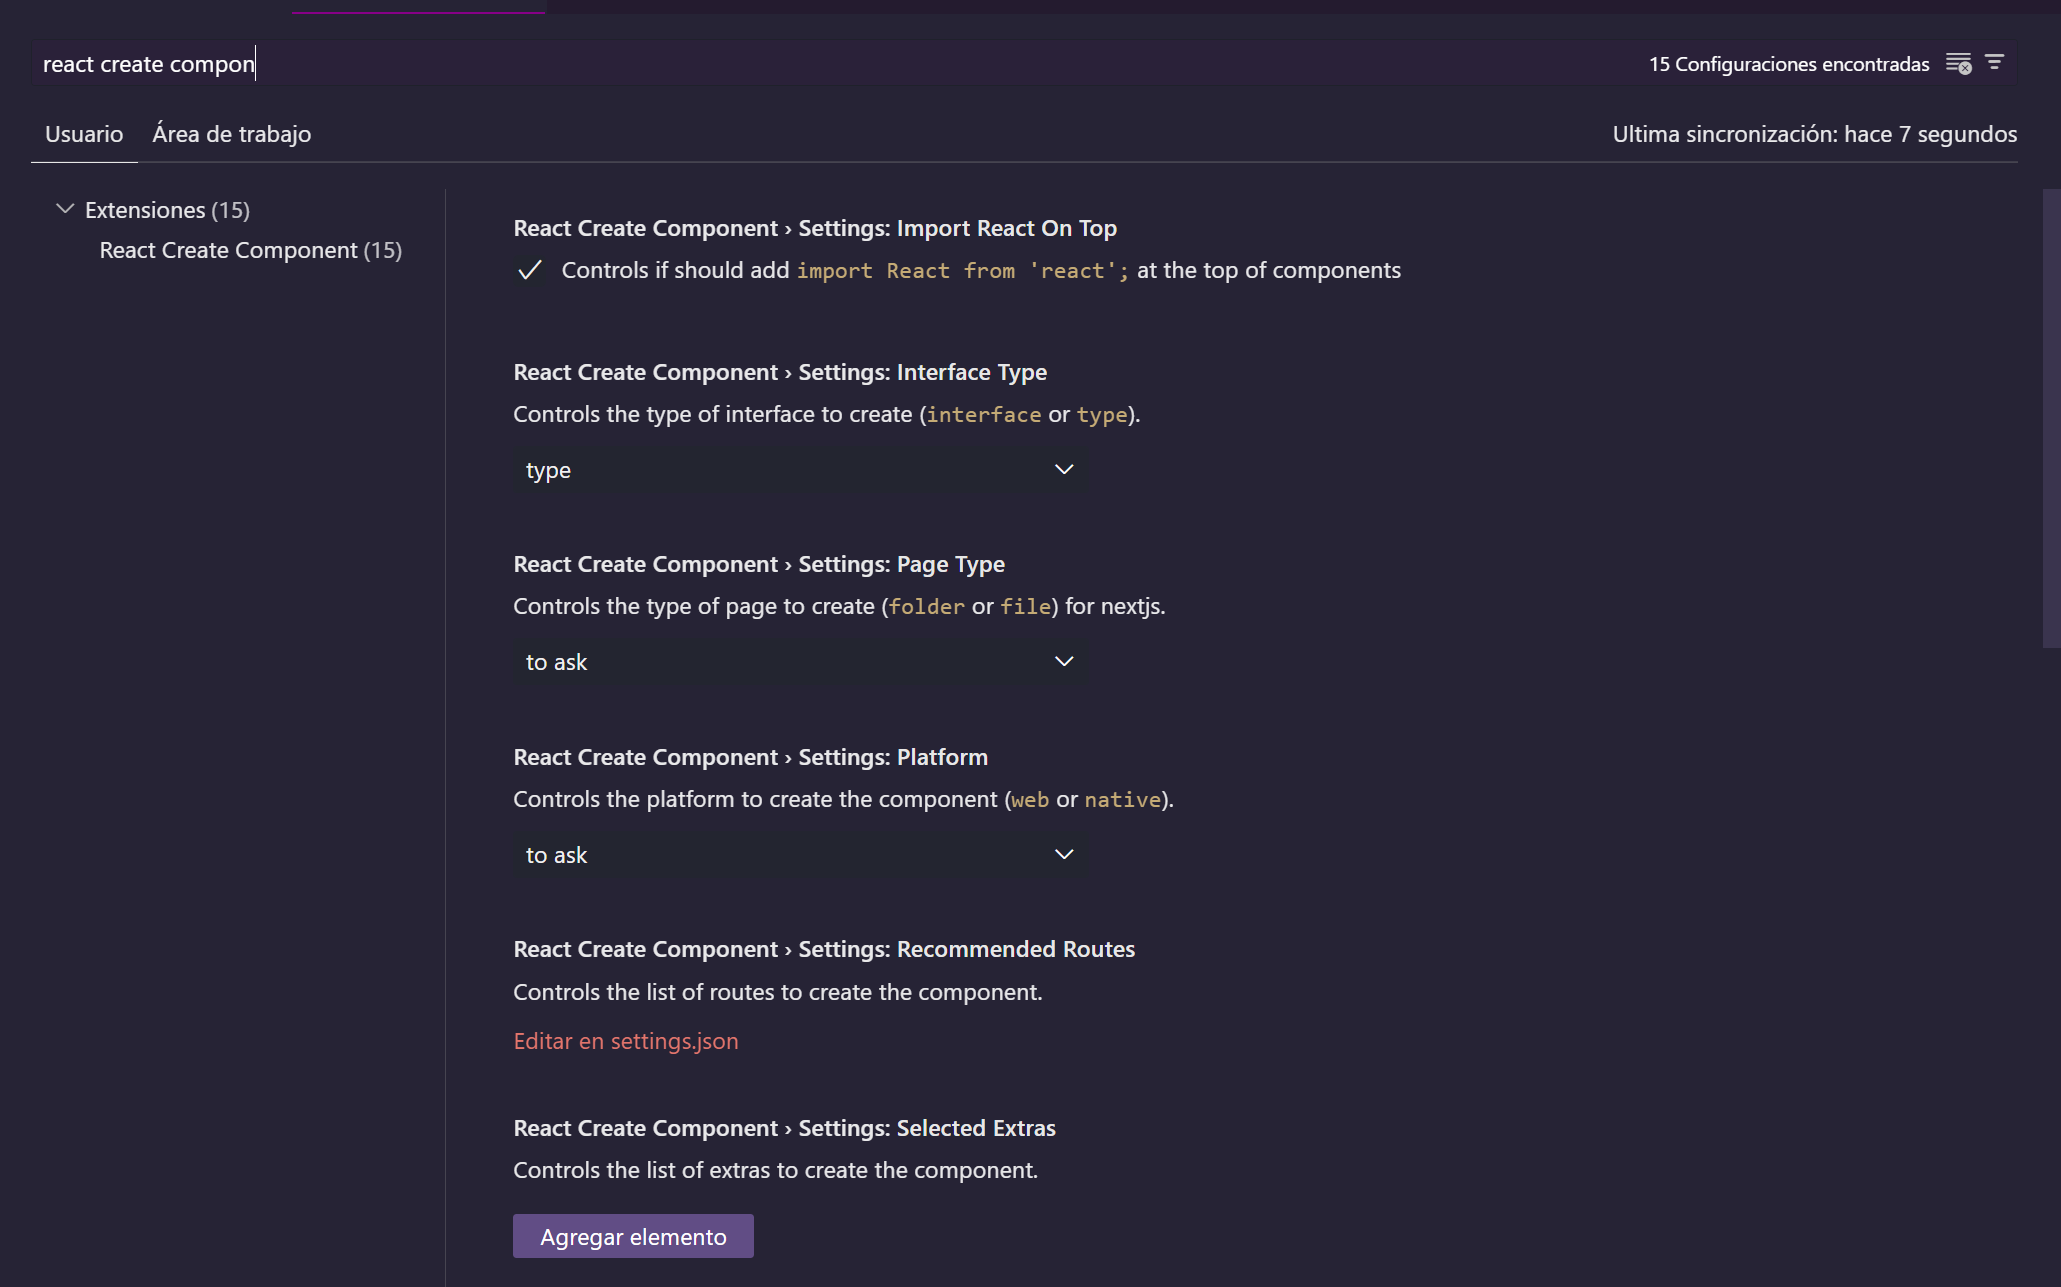 react create compon
15 Configuraciones encontradas
Usuario
Área de trabajo
Ultima sincronización: hace 7 segundos
Extensiones (15)
React Create Component (15)
React Create Component › Settings: Import React On Top
Controls if should add import React from 'react'; at the top of components
React Create Component › Settings: Interface Type
Controls the type of interface to create (interface or type).
type
React Create Component › Settings: Page Type
Controls the type of page to create (folder or file) for nextjs.
to ask
React Create Component › Settings: Platform
Controls the platform to create the component (web or native).
to ask
React Create Component › Settings: Recommended Routes
Controls the list of routes to create the component.
Editar en settings.json
React Create Component › Settings: Selected Extras
Controls the list of extras to create the component.
Agregar elemento